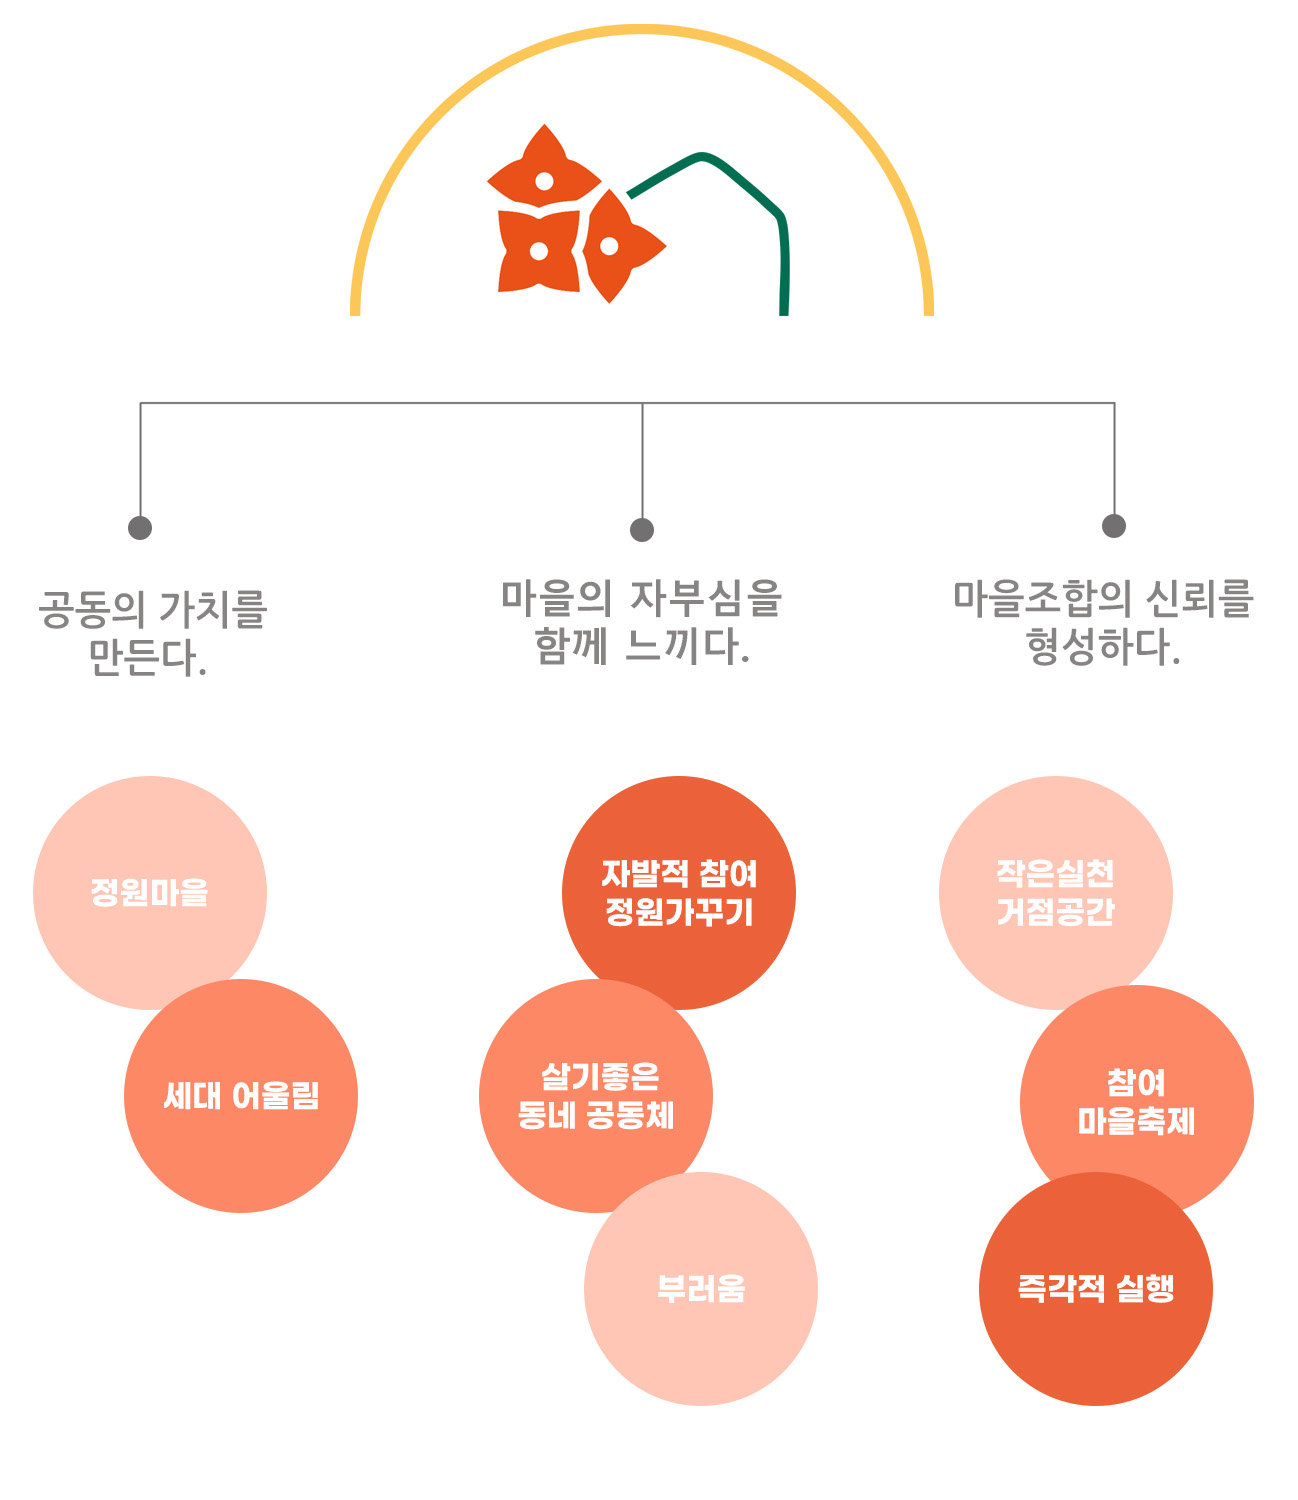 공동의 가치를
만든다.
마을의 자부심을
함께 느끼다.
마을조합의 신뢰를
형성하다.
정원마을
세대 어울림
자발적 참여
정원가꾸기
살기좋은
동네 공동체
부러움
작은실천
거점공간
참여
마을축제
즉각적 실행